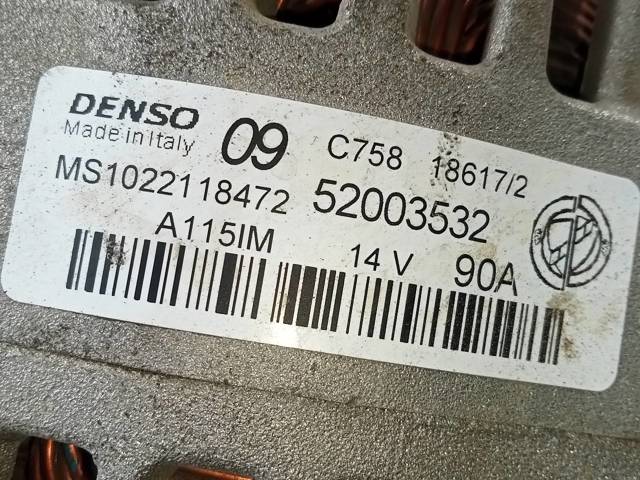 DENSO 09 C758 18617/2
Made in Italy
MS1022118472 52003532
A115IM 14 V 90A